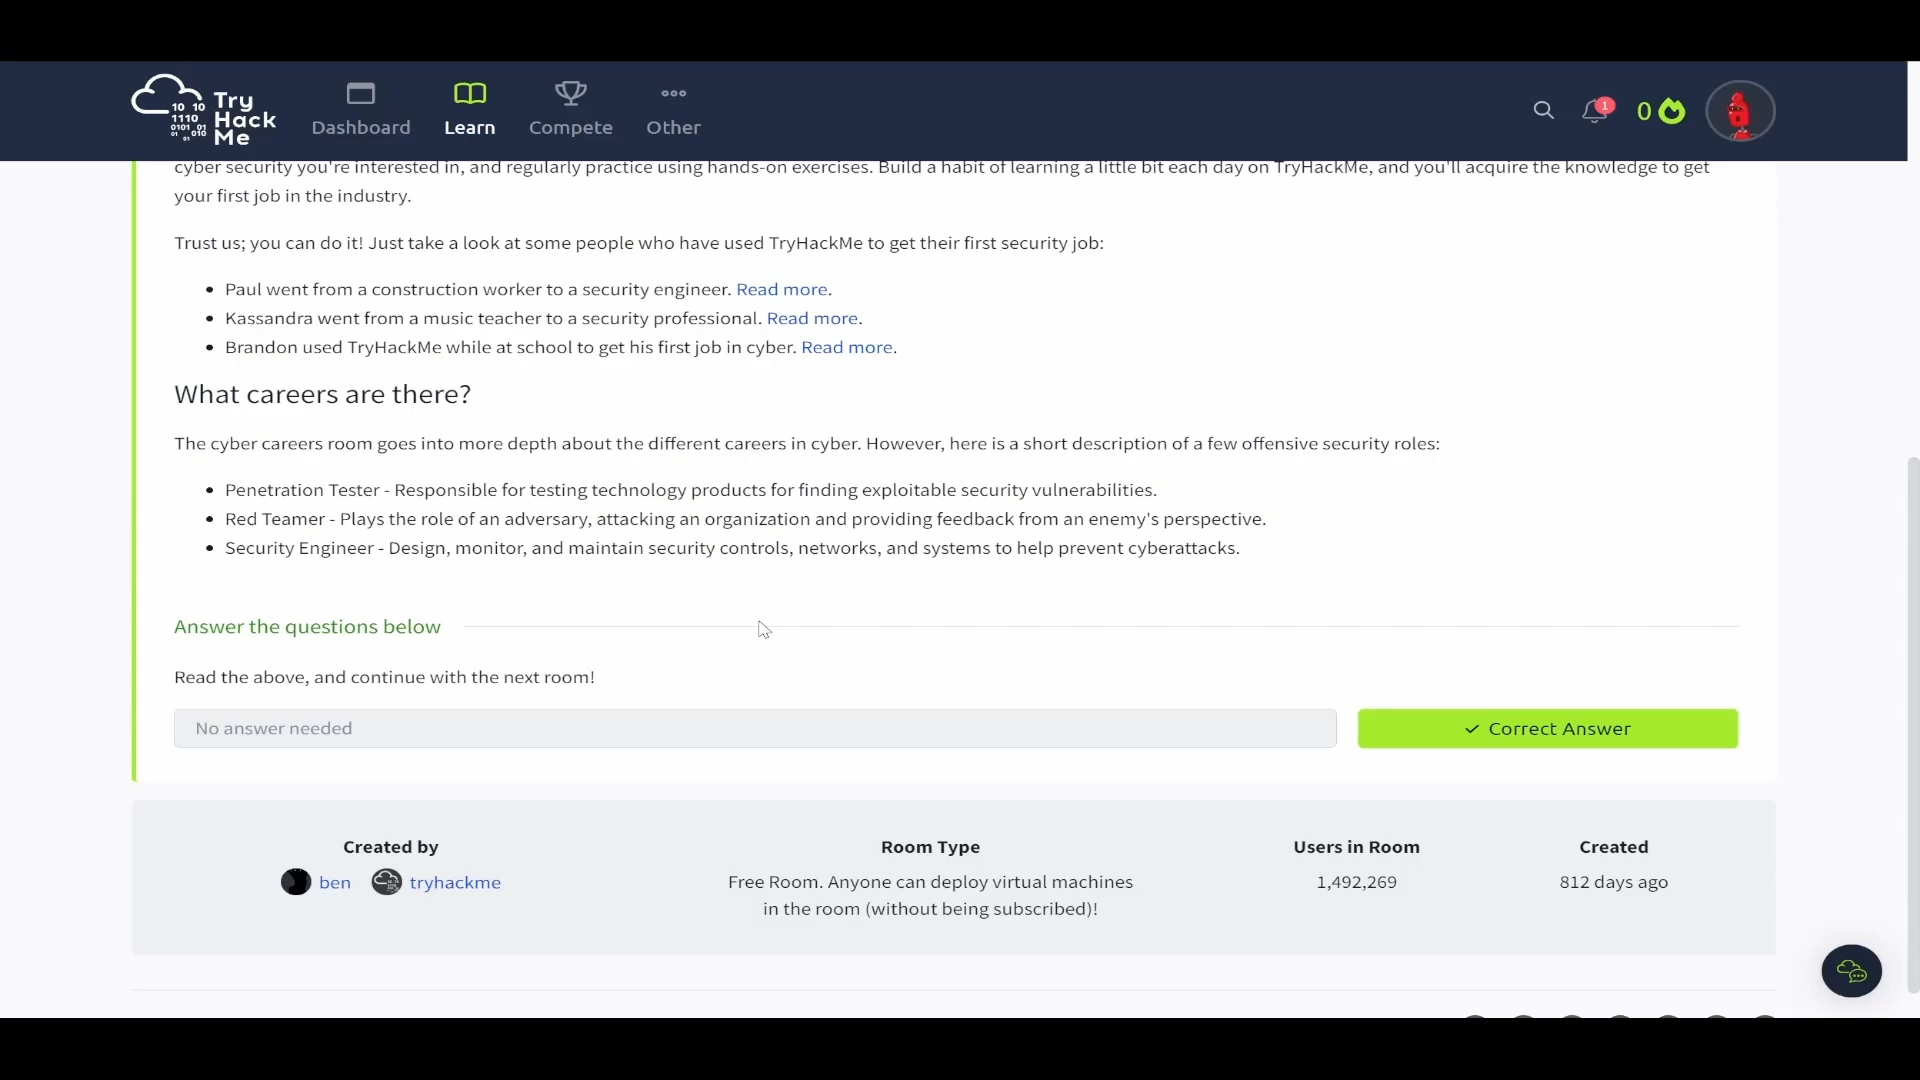 10 10
1110
0101 01
01 010
01
Try
Hack
Me
Dashboard
Learn
Compete
Other
1
0
cyber security you're interested in, and regularly practice using hands-on exercises. Build a habit of learning a little bit each day on TryHackMe, and you'll acquire the knowledge to get
your first job in the industry.
Trust us; you can do it! Just take a look at some people who have used TryHackMe to get their first security job:
Paul went from a construction worker to a security engineer. Read more.
Kassandra went from a music teacher to a security professional. Read more.
Brandon used TryHackMe while at school to get his first job in cyber. Read more.
What careers are there?
The cyber careers room goes into more depth about the different careers in cyber. However, here is a short description of a few offensive security roles:
Penetration Tester - Responsible for testing technology products for finding exploitable security vulnerabilities.
Red Teamer - Plays the role of an adversary, attacking an organization and providing feedback from an enemy's perspective.
Security Engineer - Design, monitor, and maintain security controls, networks, and systems to help prevent cyberattacks.
Answer the questions below
Read the above, and continue with the next room!
No answer needed
Correct Answer
Created by
ben
tryhackme
Room Type
Free Room. Anyone can deploy virtual machines
in the room (without being subscribed)!
Users in Room
1,492,269
Created
812 days ago